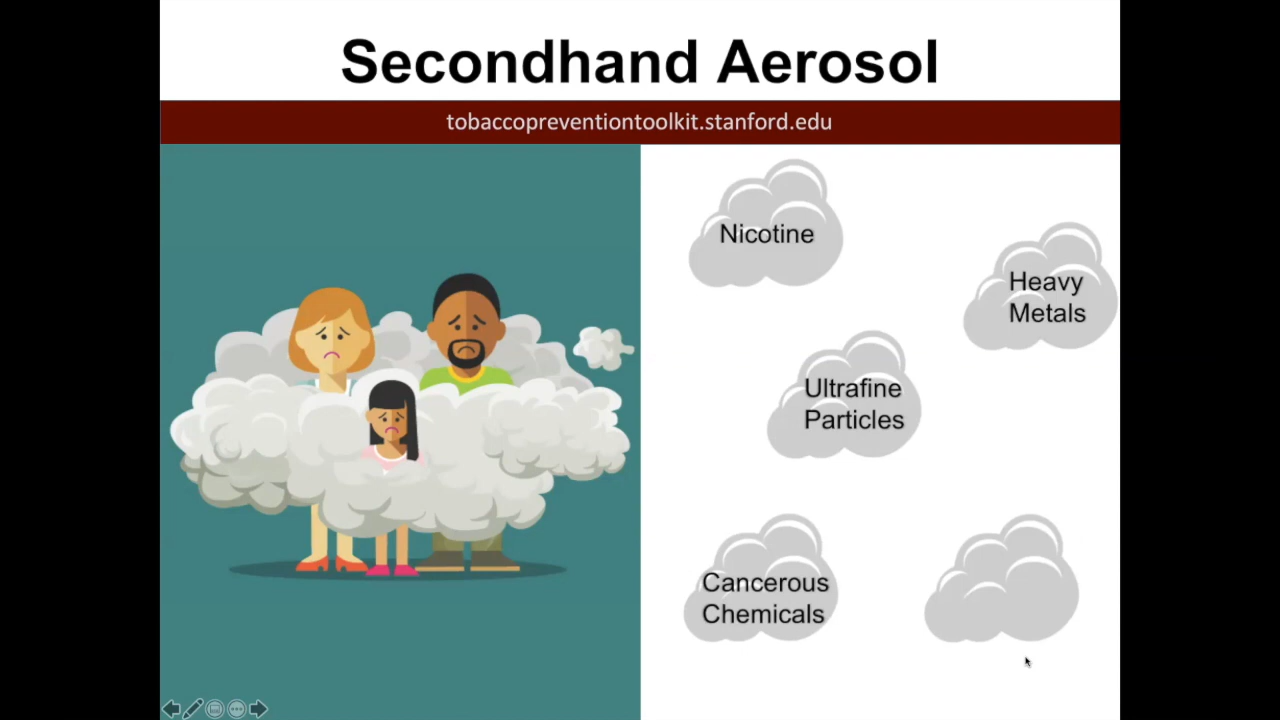 Secondhand Aerosol
tobaccopreventiontoolkit.stanford.edu
Nicotine
Heavy
Metals
Ultrafine
Particles
Cancerous
Chemicals